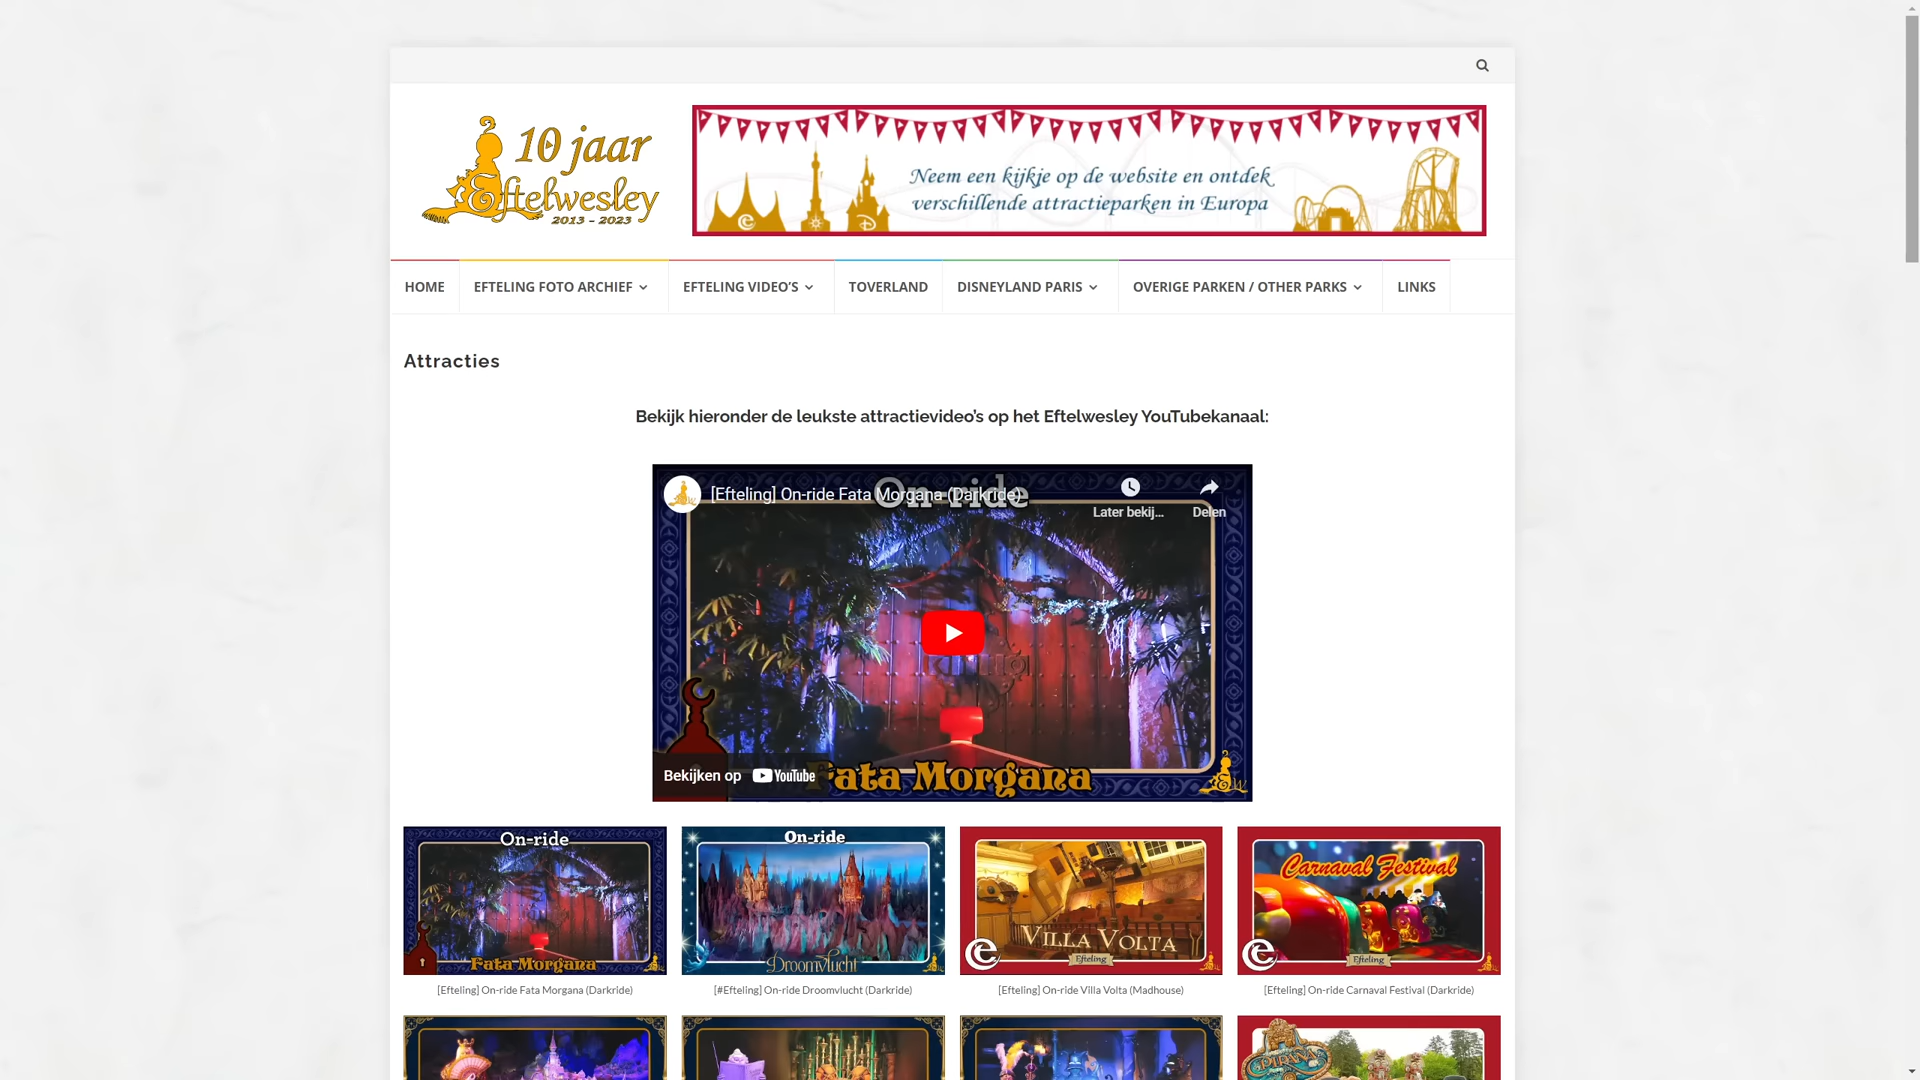 10 jaar
Eftelwesley
2013 - 2023
Neem een kijkje op de website en ontdek
verschillende attractieparken in Europa
HOME
EFTELING FOTO ARCHIEF
EFTELING VIDEO’S
TOVERLAND
DISNEYLAND PARIS
OVERIGE PARKEN / OTHER PARKS
LINKS
Attracties
Bekijk hieronder de leukste attractievideo’s op het Eftelwesley YouTubekanaal:
On-ride
[Efteling] On-ride Fata Morgana (Darkride)
Later bekij...
Delen
Bekijken op YouTube
Fata Morgana
On-ride
Fata Morgana
On-ride
Droomvlucht
VILLA VOLTA
Efteling
Carnaval Festival
Efteling
[Efteling] On-ride Fata Morgana (Darkride)
[#Efteling] On-ride Droomvlucht (Darkride)
[Efteling] On-ride Villa Volta (Madhouse)
[Efteling] On-ride Carnaval Festival (Darkride)
PIRAÑA